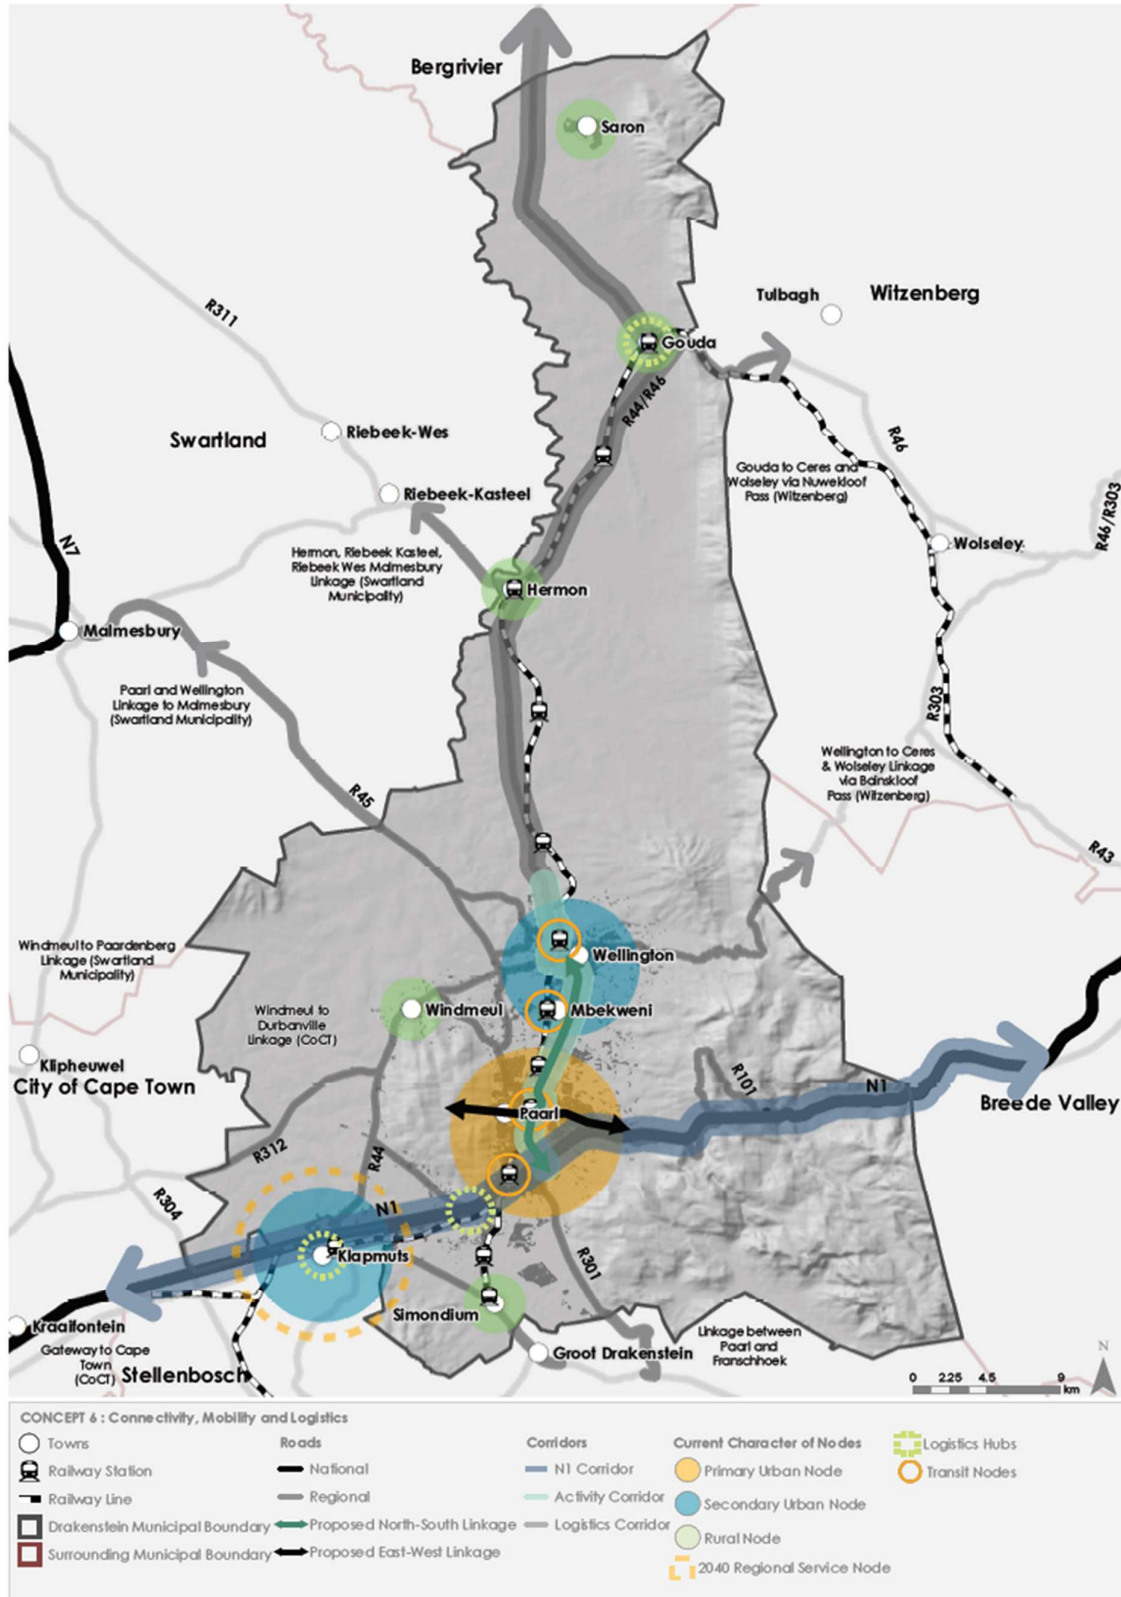 Bergrivier
Saron
Tulbagh
Witzenberg
R311
Gouda
R44/R46
Riebeek-Wes
Swartland
R46
Gouda to Ceres and
Wolseley via Nuwekloof
Pass (Witzenberg)
Riebeek-Kasteel
R46/R303
N7
Wolseley
Hermon, Riebeek Kasteel,
Riebeek Wes Malmesbury
Linkage (Swartland
Municipality)
Hermon
Malmesbury
Paarl and Wellington
Linkage to Malmesbury
(Swartland Municipality)
R303
Wellington to Ceres
& Wolseley Linkage
via Bainskloof
Pass (Witzenberg)
R45
R43
Windmeul to Paardenberg
Linkage (Swartland
Municipality)
Wellington
Windmeul to
Durbanville
Linkage (CoCT)
Windmeul
Mbekweni
Klipheuwel
City of Cape Town
R101
N1
Breede Valley
Paarl
R312
R44
R304
N1
Klapmuts
R301
Simondium
Kraaifontein
Gateway to Cape
Town
(CoCT)
Stellenbosch
Groot Drakenstein
Linkage between
Paarl and
Franschhoek
N
0 2.25 4.5 9
km
CONCEPT 6 : Connectivity, Mobility and Logistics
Towns
Railway Station
Railway Line
Drakenstein Municipal Boundary
Surrounding Municipal Boundary
Roads
National
Regional
Proposed North-South Linkage
Proposed East-West Linkage
Corridors
N1 Corridor
Activity Corridor
Logistics Corridor
Current Character of Nodes
Primary Urban Node
Secondary Urban Node
Rural Node
2040 Regional Service Node
Logistics Hubs
Transit Nodes